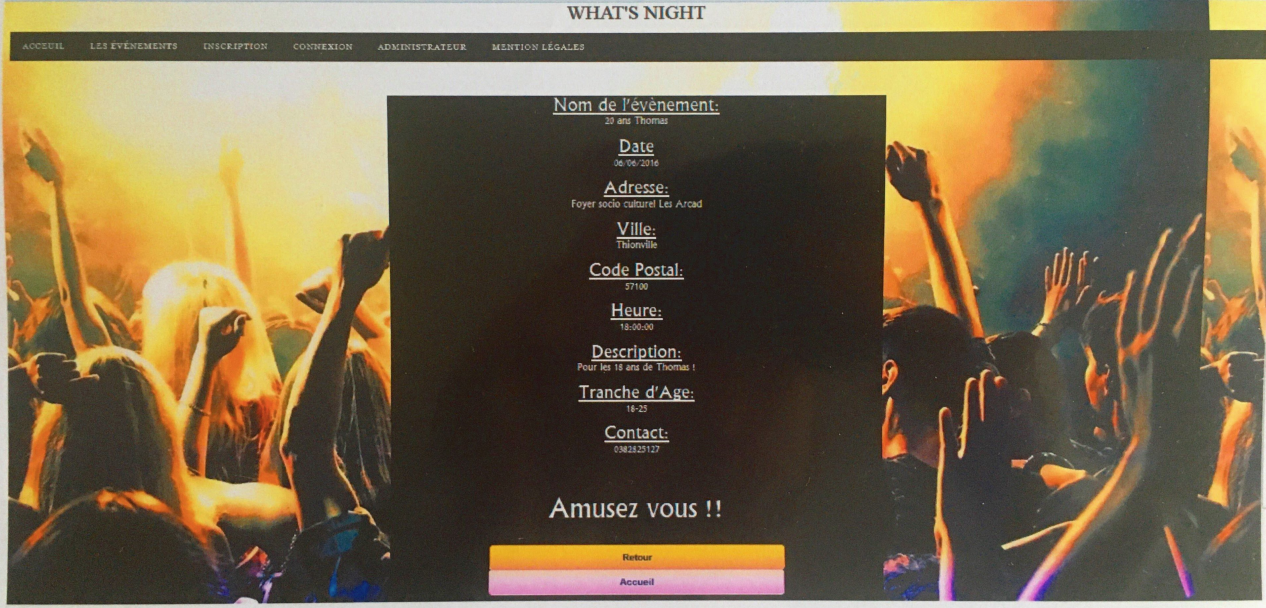 WHAT'S NIGHT
ACCEUIL LES ÉVÈNEMENTS INSCRIPTION CONNEXION ADMINISTRATEUR MENTION LÉGALES
Nom de l'évènement:
20 ans Thomas
Date
06/06/2016
Adresse:
Foyer socio culturel Les Arcad
Ville:
Thionville
Code Postal:
57100
Heure:
18:00:00
Description:
Pour les 18 ans de Thomas !
Tranche d'Age:
18-25
Contact:
0382825127
Amusez vous !!
Retour
Accueil